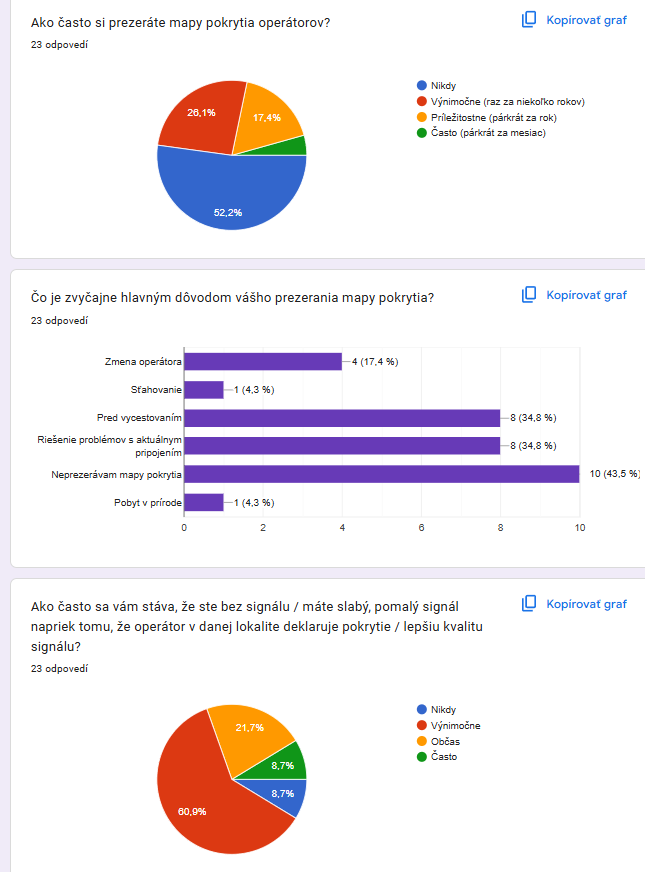 Ako často si prezeráte mapy pokrytia operátorov?
Kopírovať graf
23 odpovedí
26,1%
17,4%
52,2%
Nikdy
Výnimočne (raz za niekoľko rokov)
Príležitostne (párkrát za rok)
Často (párkrát za mesiac)
Čo je zvyčajne hlavným dôvodom vášho prezerania mapy pokrytia?
Kopírovať graf
23 odpovedí
Zmena operátora
4 (17,4 %)
Sťahovanie
1 (4,3 %)
Pred vycestovaním
8 (34,8 %)
Riešenie problémov s aktuálnym
pripojením
8 (34,8 %)
Neprezerávam mapy pokrytia
10 (43,5 %)
Pobyt v prírode
1 (4,3 %)
0 2 4 6 8 10
Ako často sa vám stáva, že ste bez signálu / máte slabý, pomalý signál
napriek tomu, že operátor v danej lokalite deklaruje pokrytie / lepšiu kvalitu
signálu?
Kopírovať graf
23 odpovedí
21,7%
8,7%
8,7%
60,9%
Nikdy
Výnimočne
Občas
Často